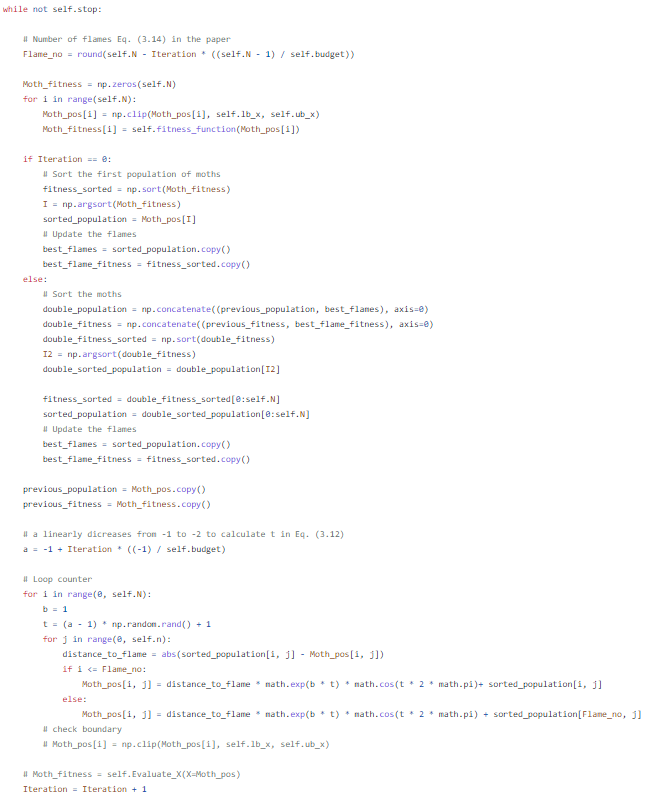 while not self.stop:
# Number of flames Eq. (3.14) in the paper
Flame_no = round(self.N - Iteration * ((self.N - 1) / self.budget))
Moth_fitness = np.zeros(self.N)
for i in range(self.N):
Moth_pos[i] = np.clip(Moth_pos[i], self.lb_x, self.ub_x)
Moth_fitness[i] = self.fitness_function(Moth_pos[i])
if Iteration == 0:
# Sort the first population of moths
fitness_sorted = np.sort(Moth_fitness)
I = np.argsort(Moth_fitness)
sorted_population = Moth_pos[I]
# Update the flames
best_flames = sorted_population.copy()
best_flame_fitness = fitness_sorted.copy()
else:
# Sort the moths
double_population = np.concatenate((previous_population, best_flames), axis=0)
double_fitness = np.concatenate((previous_fitness, best_flame_fitness), axis=0)
double_fitness_sorted = np.sort(double_fitness)
I2 = np.argsort(double_fitness)
double_sorted_population = double_population[I2]
fitness_sorted = double_fitness_sorted[0:self.N]
sorted_population = double_sorted_population[0:self.N]
# Update the flames
best_flames = sorted_population.copy()
best_flame_fitness = fitness_sorted.copy()
previous_population = Moth_pos.copy()
previous_fitness = Moth_fitness.copy()
# a linearly dicreases from -1 to -2 to calculate t in Eq. (3.12)
a = -1 + Iteration * ((-1) / self.budget)
# Loop counter
for i in range(0, self.N):
b = 1
t = (a - 1) * np.random.rand() + 1
for j in range(0, self.n):
distance_to_flame = abs(sorted_population[i, j] - Moth_pos[i, j])
if i <= Flame_no:
Moth_pos[i, j] = distance_to_flame * math.exp(b * t) * math.cos(t * 2 * math.pi)+ sorted_population[i, j]
else:
Moth_pos[i, j] = distance_to_flame * math.exp(b * t) * math.cos(t * 2 * math.pi) + sorted_population[Flame_no, j]
# check boundary
# Moth_pos[i] = np.clip(Moth_pos[i], self.lb_x, self.ub_x)
# Moth_fitness = self.Evaluate_X(X=Moth_pos)
Iteration = Iteration + 1